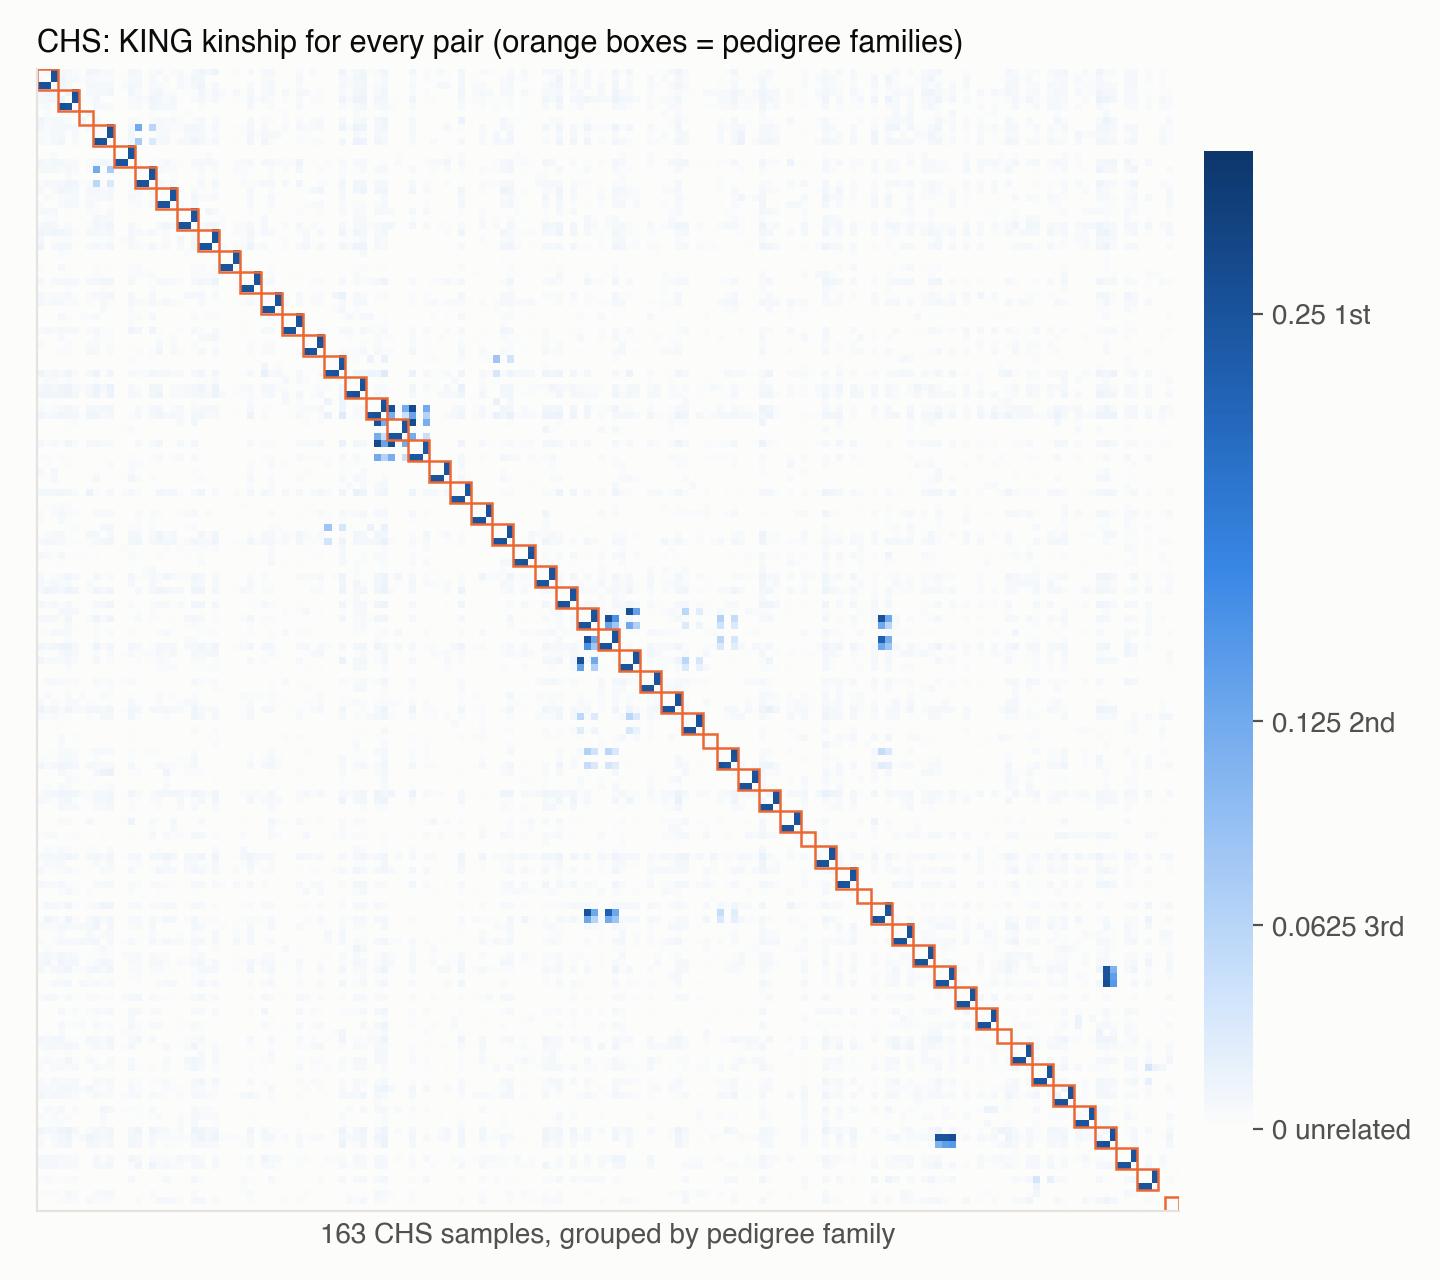 CHS: KING kinship for every pair (orange boxes = pedigree families)
0.25 1st
0.125 2nd
0.0625 3rd
0 unrelated
163 CHS samples, grouped by pedigree family